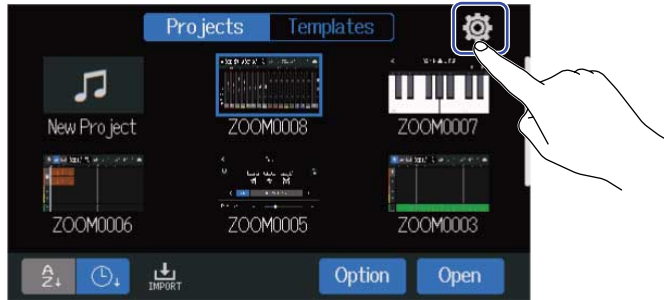 Projects Templates
New Project ZOOM0008 ZOOM0007
ZOOM0006 ZOOM0005 ZOOM0003
A
Z↓ IMPORT Option Open